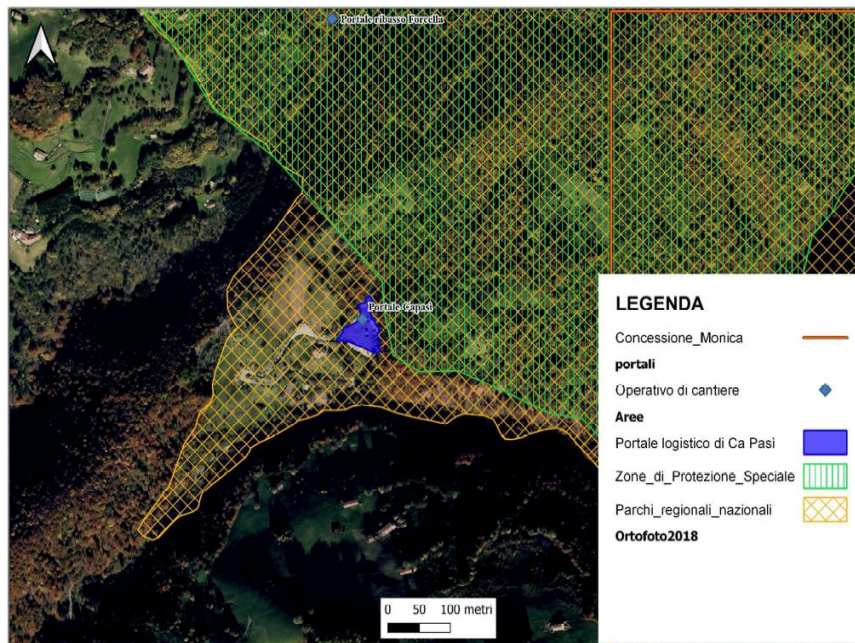 Portale ribasso Forcella
Portale Capasì
LEGENDA
Concessione_Monica
portali
Operativo di cantiere
Aree
Portale logistico di Ca Pasì
Zone_di_Protezione_Speciale
Parchi_regionali_nazionali
Ortofoto2018
0 50 100 metri